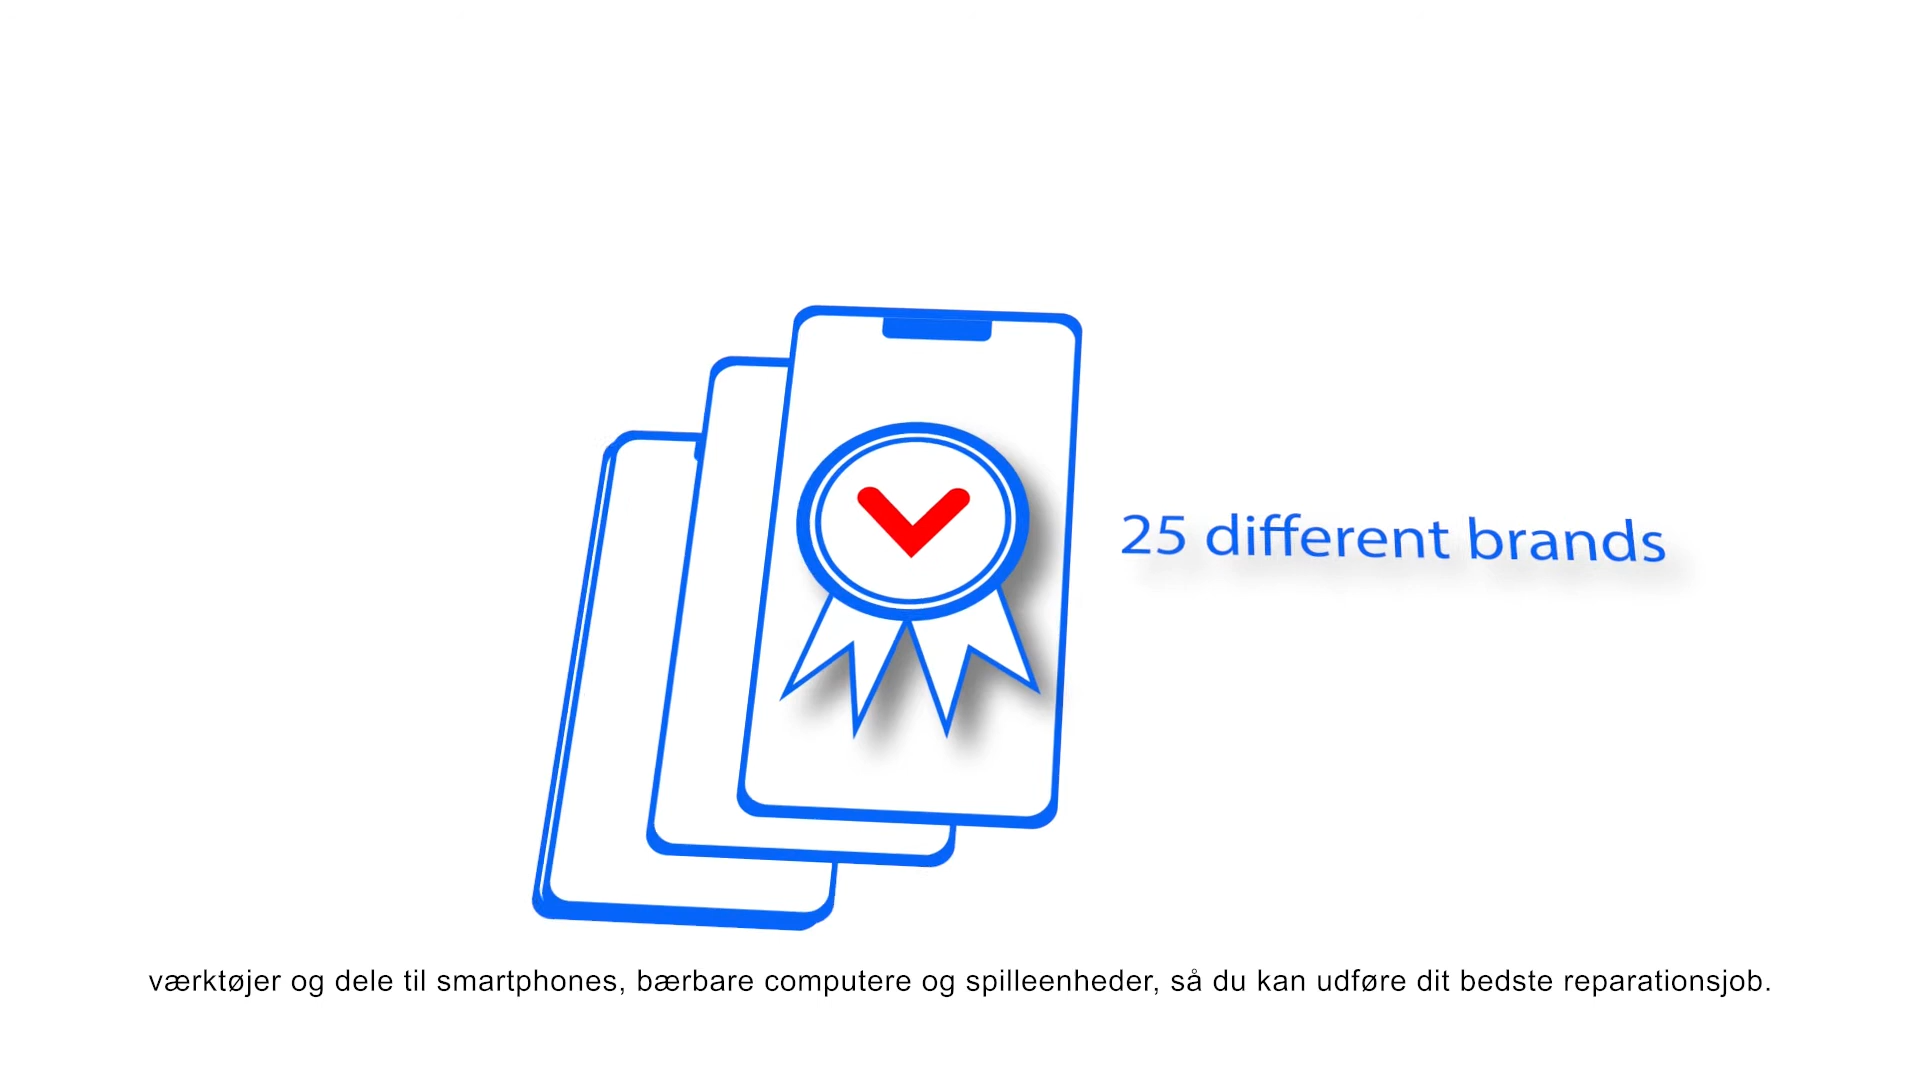 25 different brands
værktøjer og dele til smartphones, bærbare computere og spilleenheder, så du kan udføre dit bedste reparationsjob.